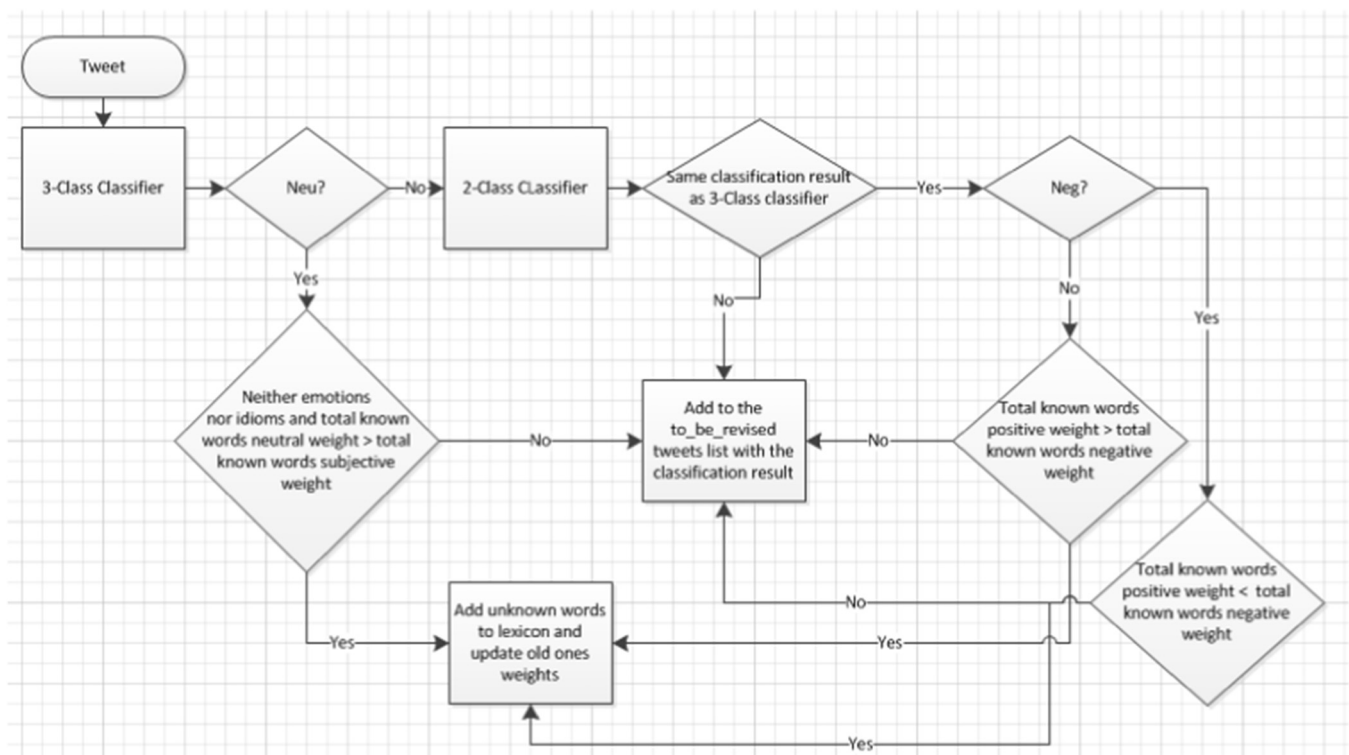 Tweet
3-Class Classifier
Neu?
No
2-Class CLassifier
Same classification result
as 3-Class classifier
Yes
Neg?
Yes
No
No
Yes
Neither emotions
nor idioms and total known
words neutral weight > total
known words subjective
weight
No
Add to the
to_be_revised
tweets list with the
classification result
No
Total known words
positive weight > total
known words negative
weight
Total known words
positive weight < total
known words negative
weight
No
Yes
Add unknown words
to lexicon and
update old ones
weights
Yes
Yes